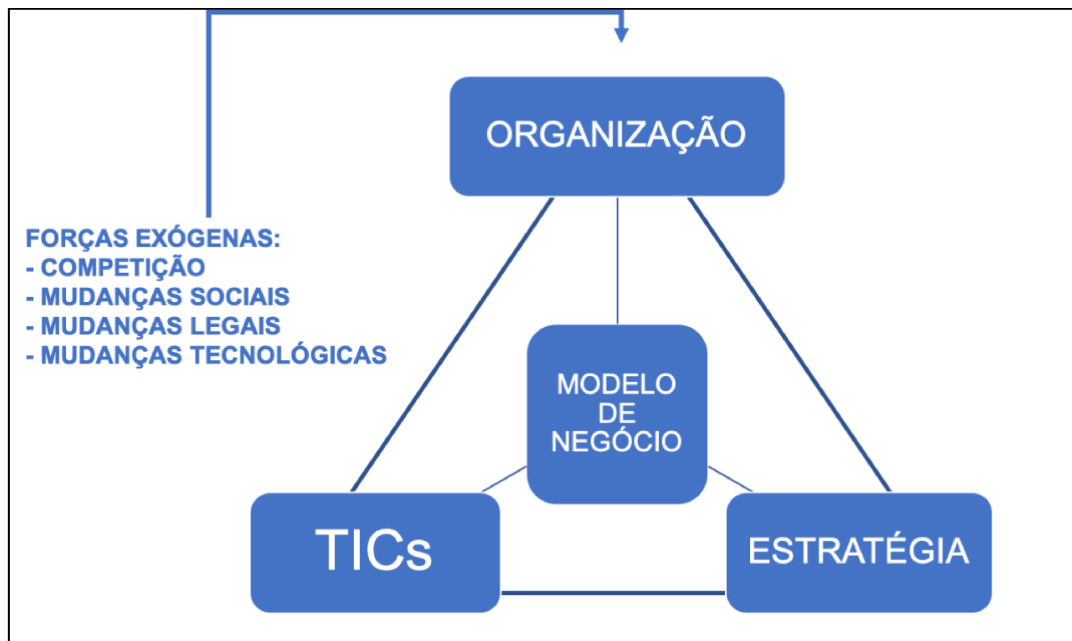 ORGANIZAÇÃO
FORÇAS EXÓGENAS:
- COMPETIÇÃO
- MUDANÇAS SOCIAIS
- MUDANÇAS LEGAIS
- MUDANÇAS TECNOLÓGICAS
MODELO
DE
NEGÓCIO
TICs
ESTRATÉGIA